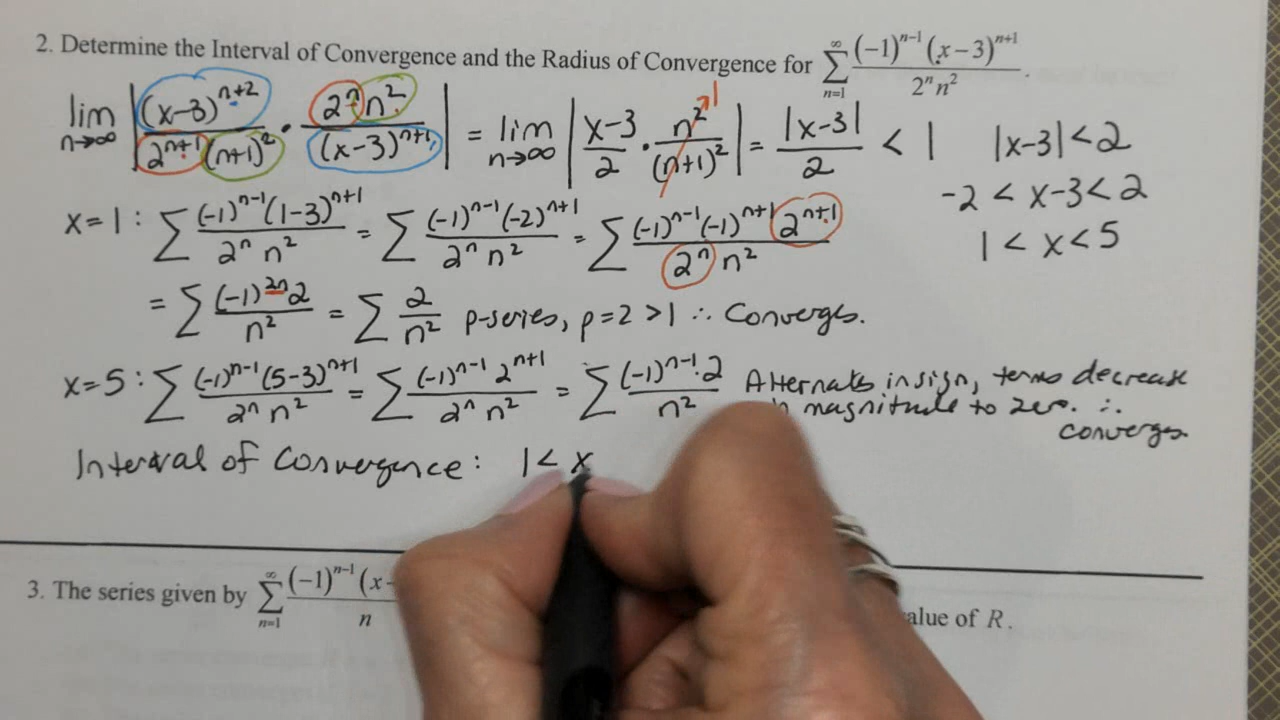 2. Determine the Interval of Convergence and the Radius of Convergence for ∑_{n=1}^{∞} (-1)^{n-1}(x-3)^{n+1} / 2^n n^2.
lim_{n→∞} |(x-3)^{n+2} / 2^{n+1}(n+1)^2 · 2^n n^2 / (x-3)^{n+1}| = lim_{n→∞} |x-3 / 2 · n^2 / (n+1)^2| = |x-3| / 2 < 1 |x-3| < 2
1
-2 < x-3 < 2
x=1 : ∑ (-1)^{n-1}(1-3)^{n+1} / 2^n n^2 = ∑ (-1)^{n-1}(-2)^{n+1} / 2^n n^2 = ∑ (-1)^{n-1}(-1)^{n+1} 2^{n+1} / 2^n n^2
1 < x < 5
= ∑ (-1)^{2n} 2 / n^2 = ∑ 2 / n^2 p-series, p=2 >1 ∴ Converges.
x=5 : ∑ (-1)^{n-1}(5-3)^{n+1} / 2^n n^2 = ∑ (-1)^{n-1} 2^{n+1} / 2^n n^2 = ∑ (-1)^{n-1} · 2 / n^2 Alternates in sign, terms decrease
magnitude to zero. ∴
converges
Interval of Convergence : 1 < x
3. The series given by ∑_{n=1}^{∞} (-1)^{n-1} (x- / n
alue of R.